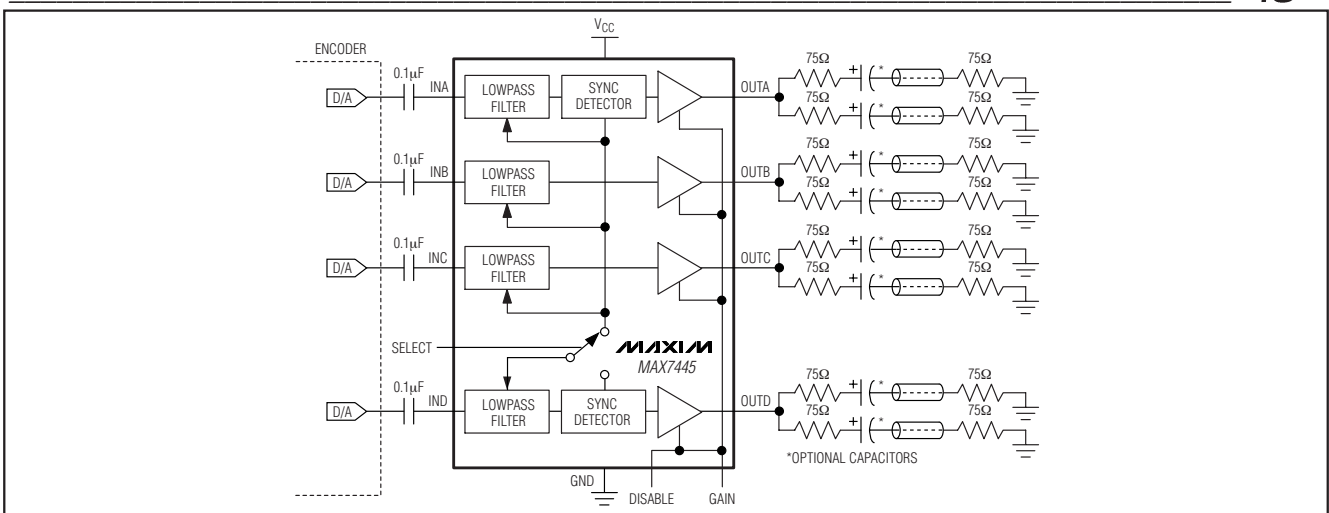 VCC
ENCODER
75Ω + * 75Ω
0.1μF INA LOWPASS FILTER SYNC DETECTOR OUTA
D/A
75Ω + * 75Ω
75Ω + * 75Ω
0.1μF INB LOWPASS FILTER OUTB
D/A
75Ω + * 75Ω
75Ω + * 75Ω
0.1μF INC LOWPASS FILTER OUTC
D/A
75Ω + * 75Ω
SELECT
MAXIM
MAX7445
75Ω + * 75Ω
0.1μF IND LOWPASS FILTER SYNC DETECTOR OUTD
D/A
75Ω + * 75Ω
*OPTIONAL CAPACITORS
GND
DISABLE
GAIN